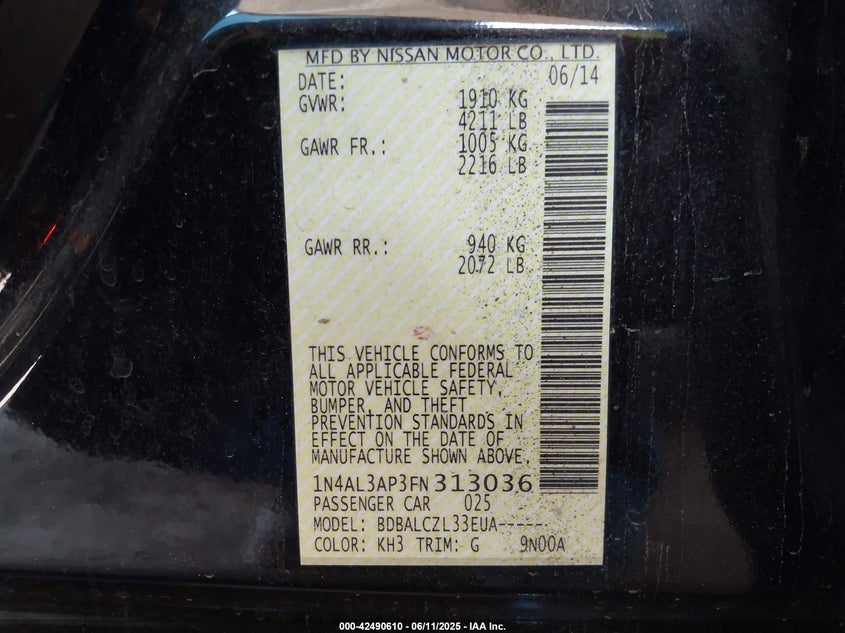 MFD BY NISSAN MOTOR CO., LTD.
DATE: 06/14
GVWR: 1910 KG
4211 LB
GAWR FR.: 1005 KG
2216 LB
GAWR RR.: 940 KG
2072 LB
THIS VEHICLE CONFORMS TO
ALL APPLICABLE FEDERAL
MOTOR VEHICLE SAFETY,
BUMPER, AND THEFT
PREVENTION STANDARDS IN
EFFECT ON THE DATE OF
MANUFACTURE SHOWN ABOVE.
1N4AL3AP3FN313036
PASSENGER CAR 025
MODEL: BDBALCZL33EUA-----
COLOR: KH3 TRIM: G 9N00A
000-42490610 - 06/11/2025 - IAA Inc.